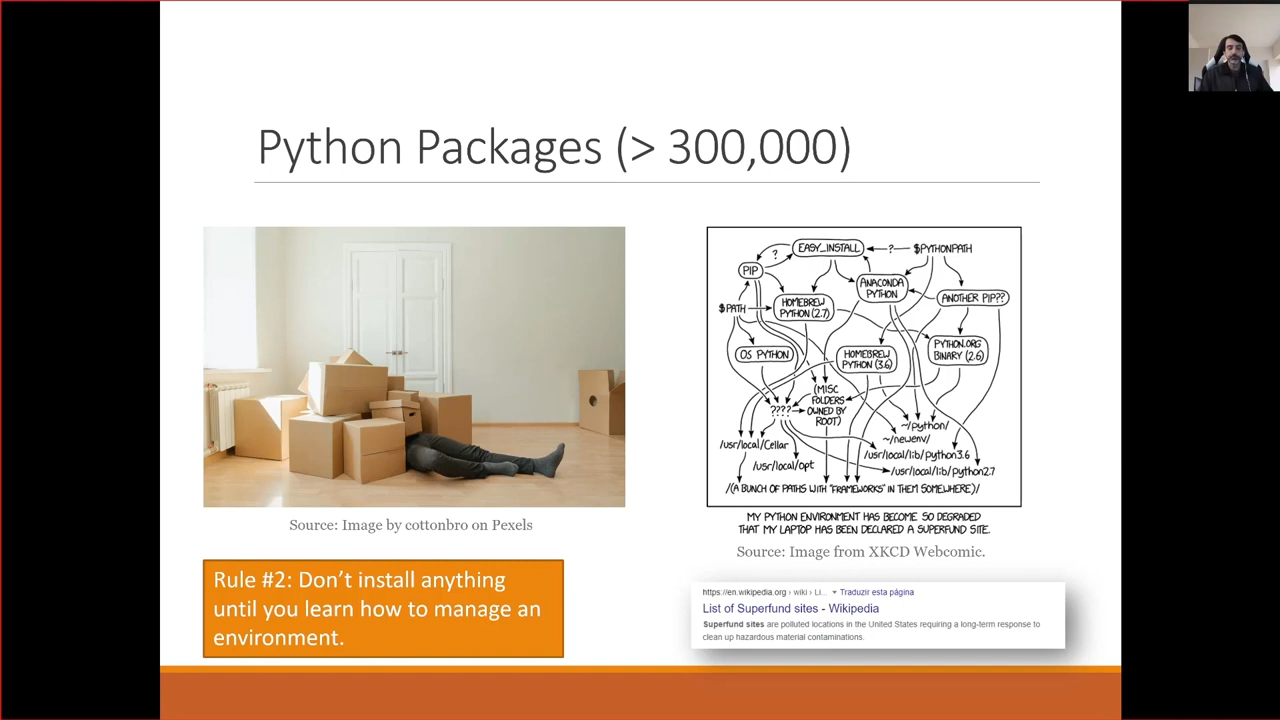 Python Packages (> 300,000)
EASY_INSTALL
?
$PYTHONPATH
?
PIP
ANACONDA
PYTHON
ANOTHER PIP??
HOMEBREW
PYTHON (2.7)
$PATH
OS PYTHON
HOMEBREW
PYTHON (3.6)
PYTHON.ORG
BINARY (2.6)
(MISC
FOLDERS
OWNED BY
ROOT)
????
~/python/
~/newenv/
/usr/local/Cellar
/usr/local/opt
/usr/local/lib/python3.6
/usr/local/lib/python2.7
/(A BUNCH OF PATHS WITH "FRAMEWORKS" IN THEM SOMEWHERE)/
MY PYTHON ENVIRONMENT HAS BECOME SO DEGRADED
THAT MY LAPTOP HAS BEEN DECLARED A SUPERFUND SITE.
Source: Image by cottonbro on Pexels
Source: Image from XKCD Webcomic.
Rule #2: Don’t install anything
until you learn how to manage an
environment.
https://en.wikipedia.org › wiki › Li... ▾ Traduzir esta página
List of Superfund sites - Wikipedia
Superfund sites are polluted locations in the United States requiring a long-term response to
clean up hazardous material contaminations.